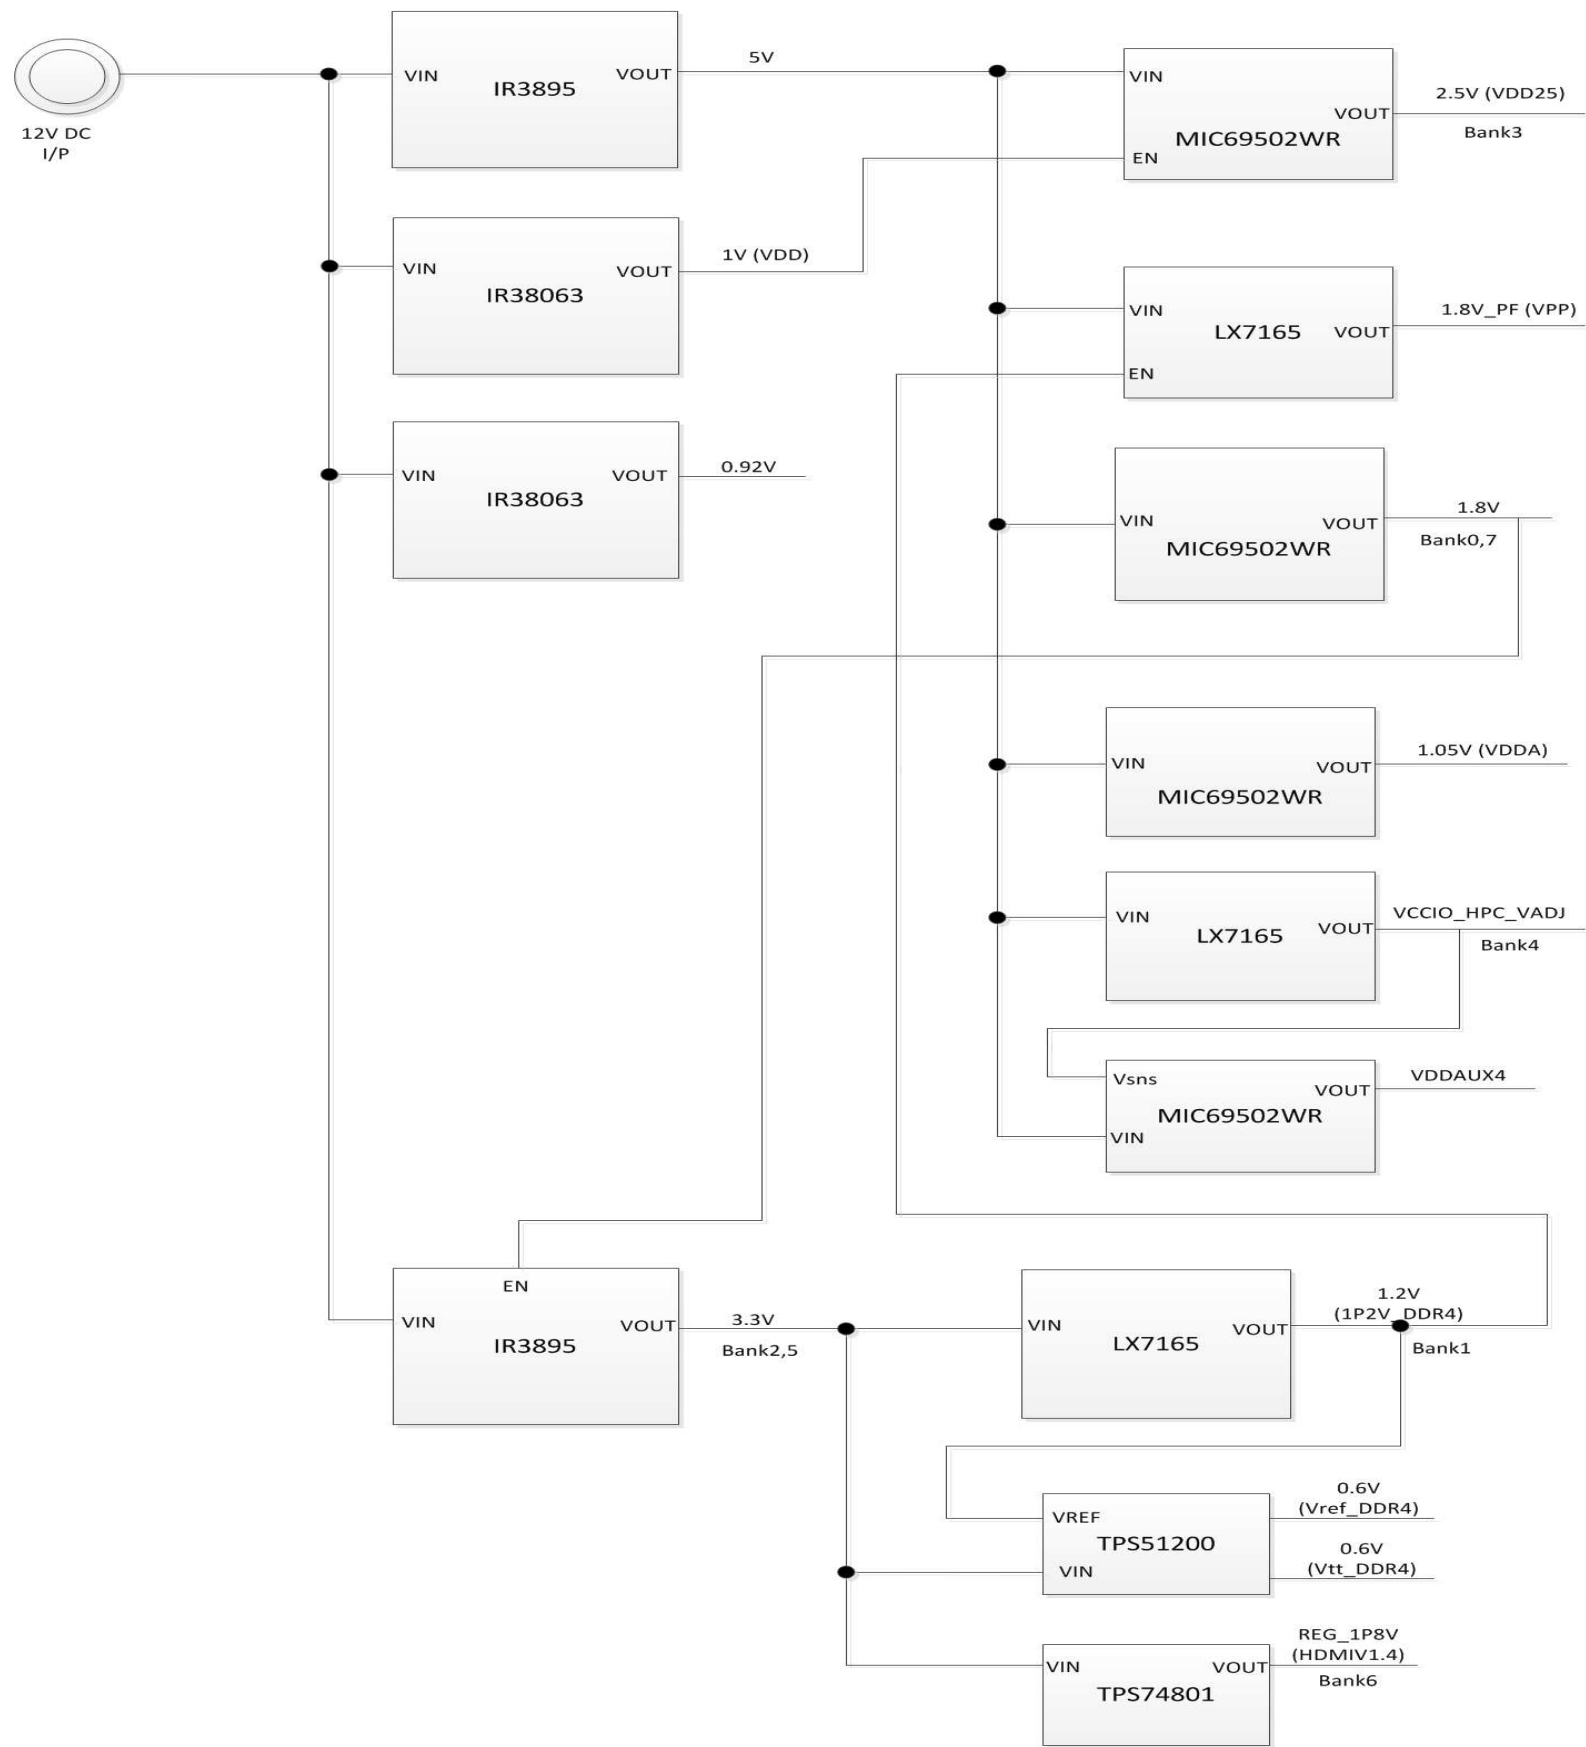 12V DC
I/P
VIN
IR3895
VOUT
5V
VIN
IR38063
VOUT
1V (VDD)
VIN
IR38063
VOUT
0.92V
VIN
EN
MIC69502WR
VOUT
2.5V (VDD25)
Bank3
VIN
EN
LX7165
VOUT
1.8V_PF (VPP)
VIN
MIC69502WR
VOUT
1.8V
Bank0,7
VIN
MIC69502WR
VOUT
1.05V (VDDA)
VIN
LX7165
VOUT
VCCIO_HPC_VADJ
Bank4
Vsns
VIN
MIC69502WR
VOUT
VDDAUX4
EN
VIN
IR3895
VOUT
3.3V
Bank2,5
VIN
LX7165
VOUT
1.2V
(1P2V_DDR4)
Bank1
VREF
TPS51200
VIN
0.6V
(Vref_DDR4)
0.6V
(Vtt_DDR4)
VIN
VOUT
TPS74801
REG_1P8V
(HDMIV1.4)
Bank6